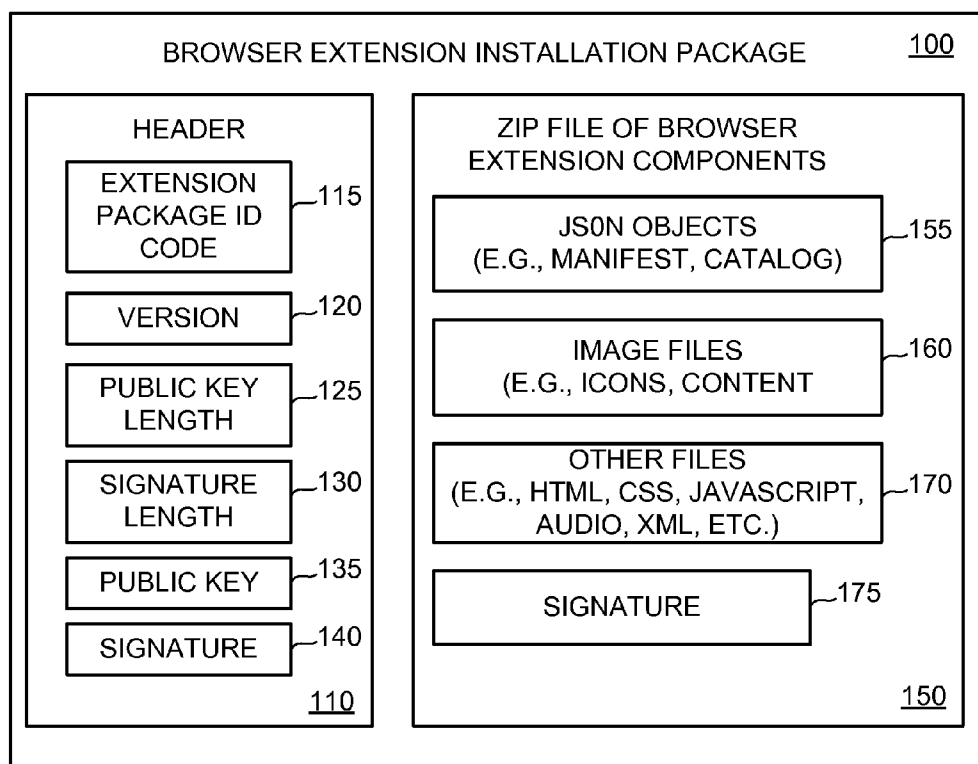 BROWSER EXTENSION INSTALLATION PACKAGE
100
HEADER
EXTENSION
PACKAGE ID
CODE
115
VERSION
120
PUBLIC KEY
LENGTH
125
SIGNATURE
LENGTH
130
PUBLIC KEY
135
SIGNATURE
140
110
ZIP FILE OF BROWSER
EXTENSION COMPONENTS
JS0N OBJECTS
(E.G., MANIFEST, CATALOG)
155
IMAGE FILES
(E.G., ICONS, CONTENT
160
OTHER FILES
(E.G., HTML, CSS, JAVASCRIPT,
AUDIO, XML, ETC.)
170
SIGNATURE
175
150